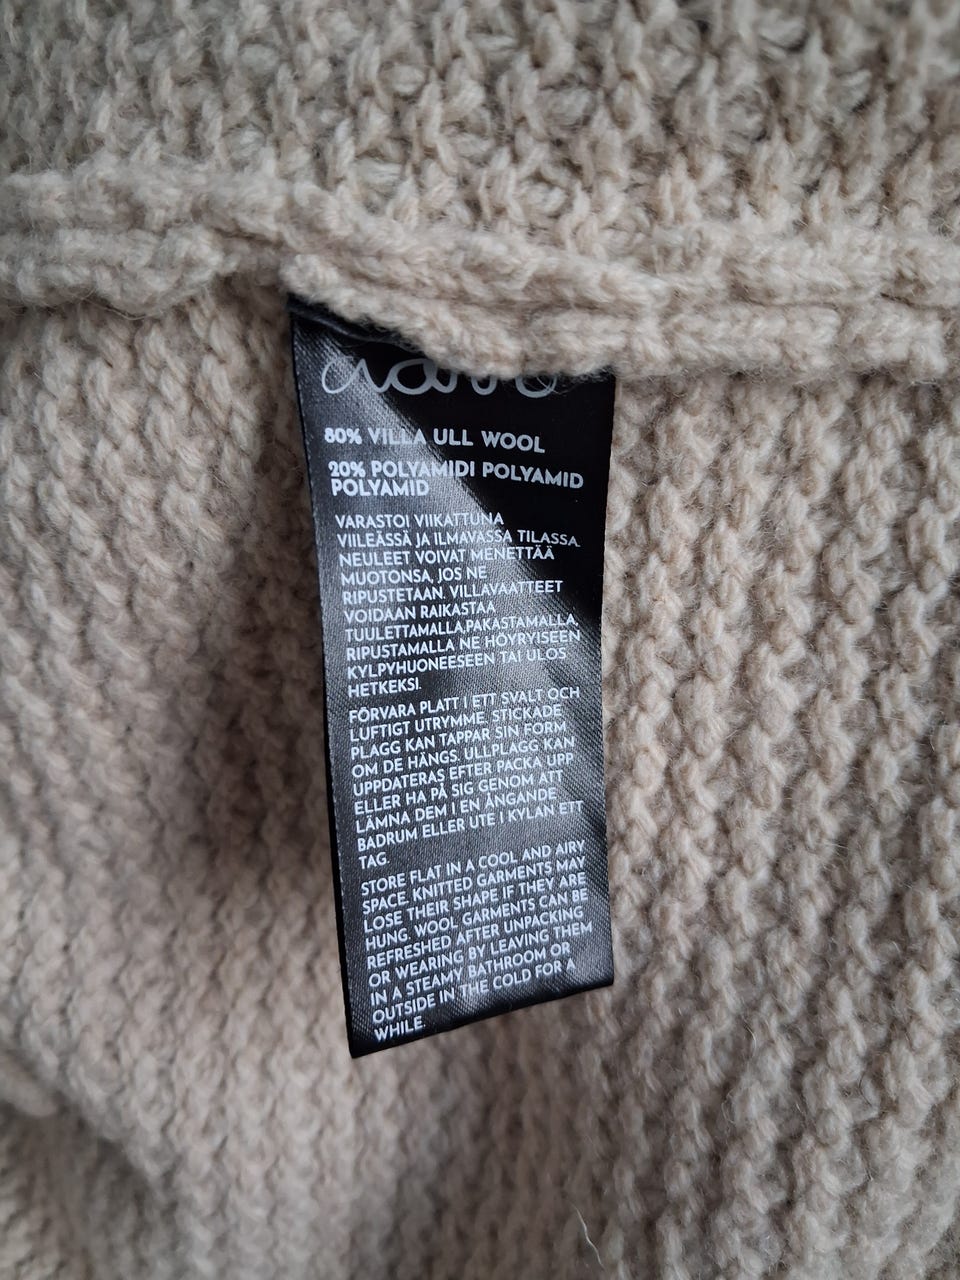 80% VILLA ULL WOOL
20% POLYAMIDI POLYAMID
POLYAMID
VARASTOI VIIKATTUNA
VIILEÄSSÄ JA ILMAVASSA TILASSA.
NEULEET VOIVAT MENETTÄÄ
MUOTONSA, JOS NE
RIPUSTETAAN. VILLAVAATTEET
VOIDAAN RAIKASTAA
TUULETTAMALLA,PAKASTAMALLA,
RIPUSTAMALLA NE HÖYRYISEEN
KYLPYHUONEESEEN TAI ULOS
HETKEKSI.
FÖRVARA PLATT I ETT SVALT OCH
LUFTIGT UTRYMME. STICKADE
PLAGG KAN TAPPAR SIN FORM
OM DE HÄNGS. ULLPLAGG KAN
UPPDATERAS EFTER PACKA UPP
ELLER HA PÅ SIG GENOM ATT
LÄMNA DEM I EN ÅNGANDE
BADRUM ELLER UTE I KYLAN ETT
TAG.
STORE FLAT IN A COOL AND AIRY
SPACE. KNITTED GARMENTS MAY
LOSE THEIR SHAPE IF THEY ARE
HUNG. WOOL GARMENTS CAN BE
REFRESHED AFTER UNPACKING
OR WEARING BY LEAVING THEM
IN A STEAMY BATHROOM OR
OUTSIDE IN THE COLD FOR A
WHILE.